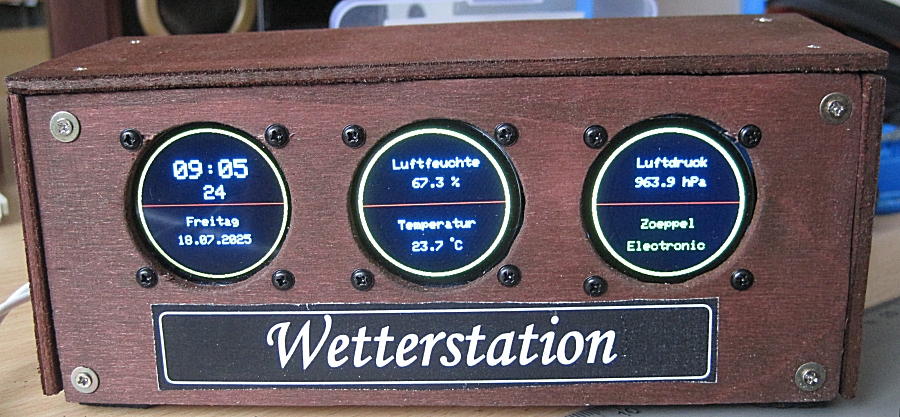 09:05
24
Freitag
18.07.2025
Luftfeuchte
67.3 %
Temperatur
23.7 °C
Luftdruck
963.9 hPa
Zoeppel
Electronic
Wetterstation
10